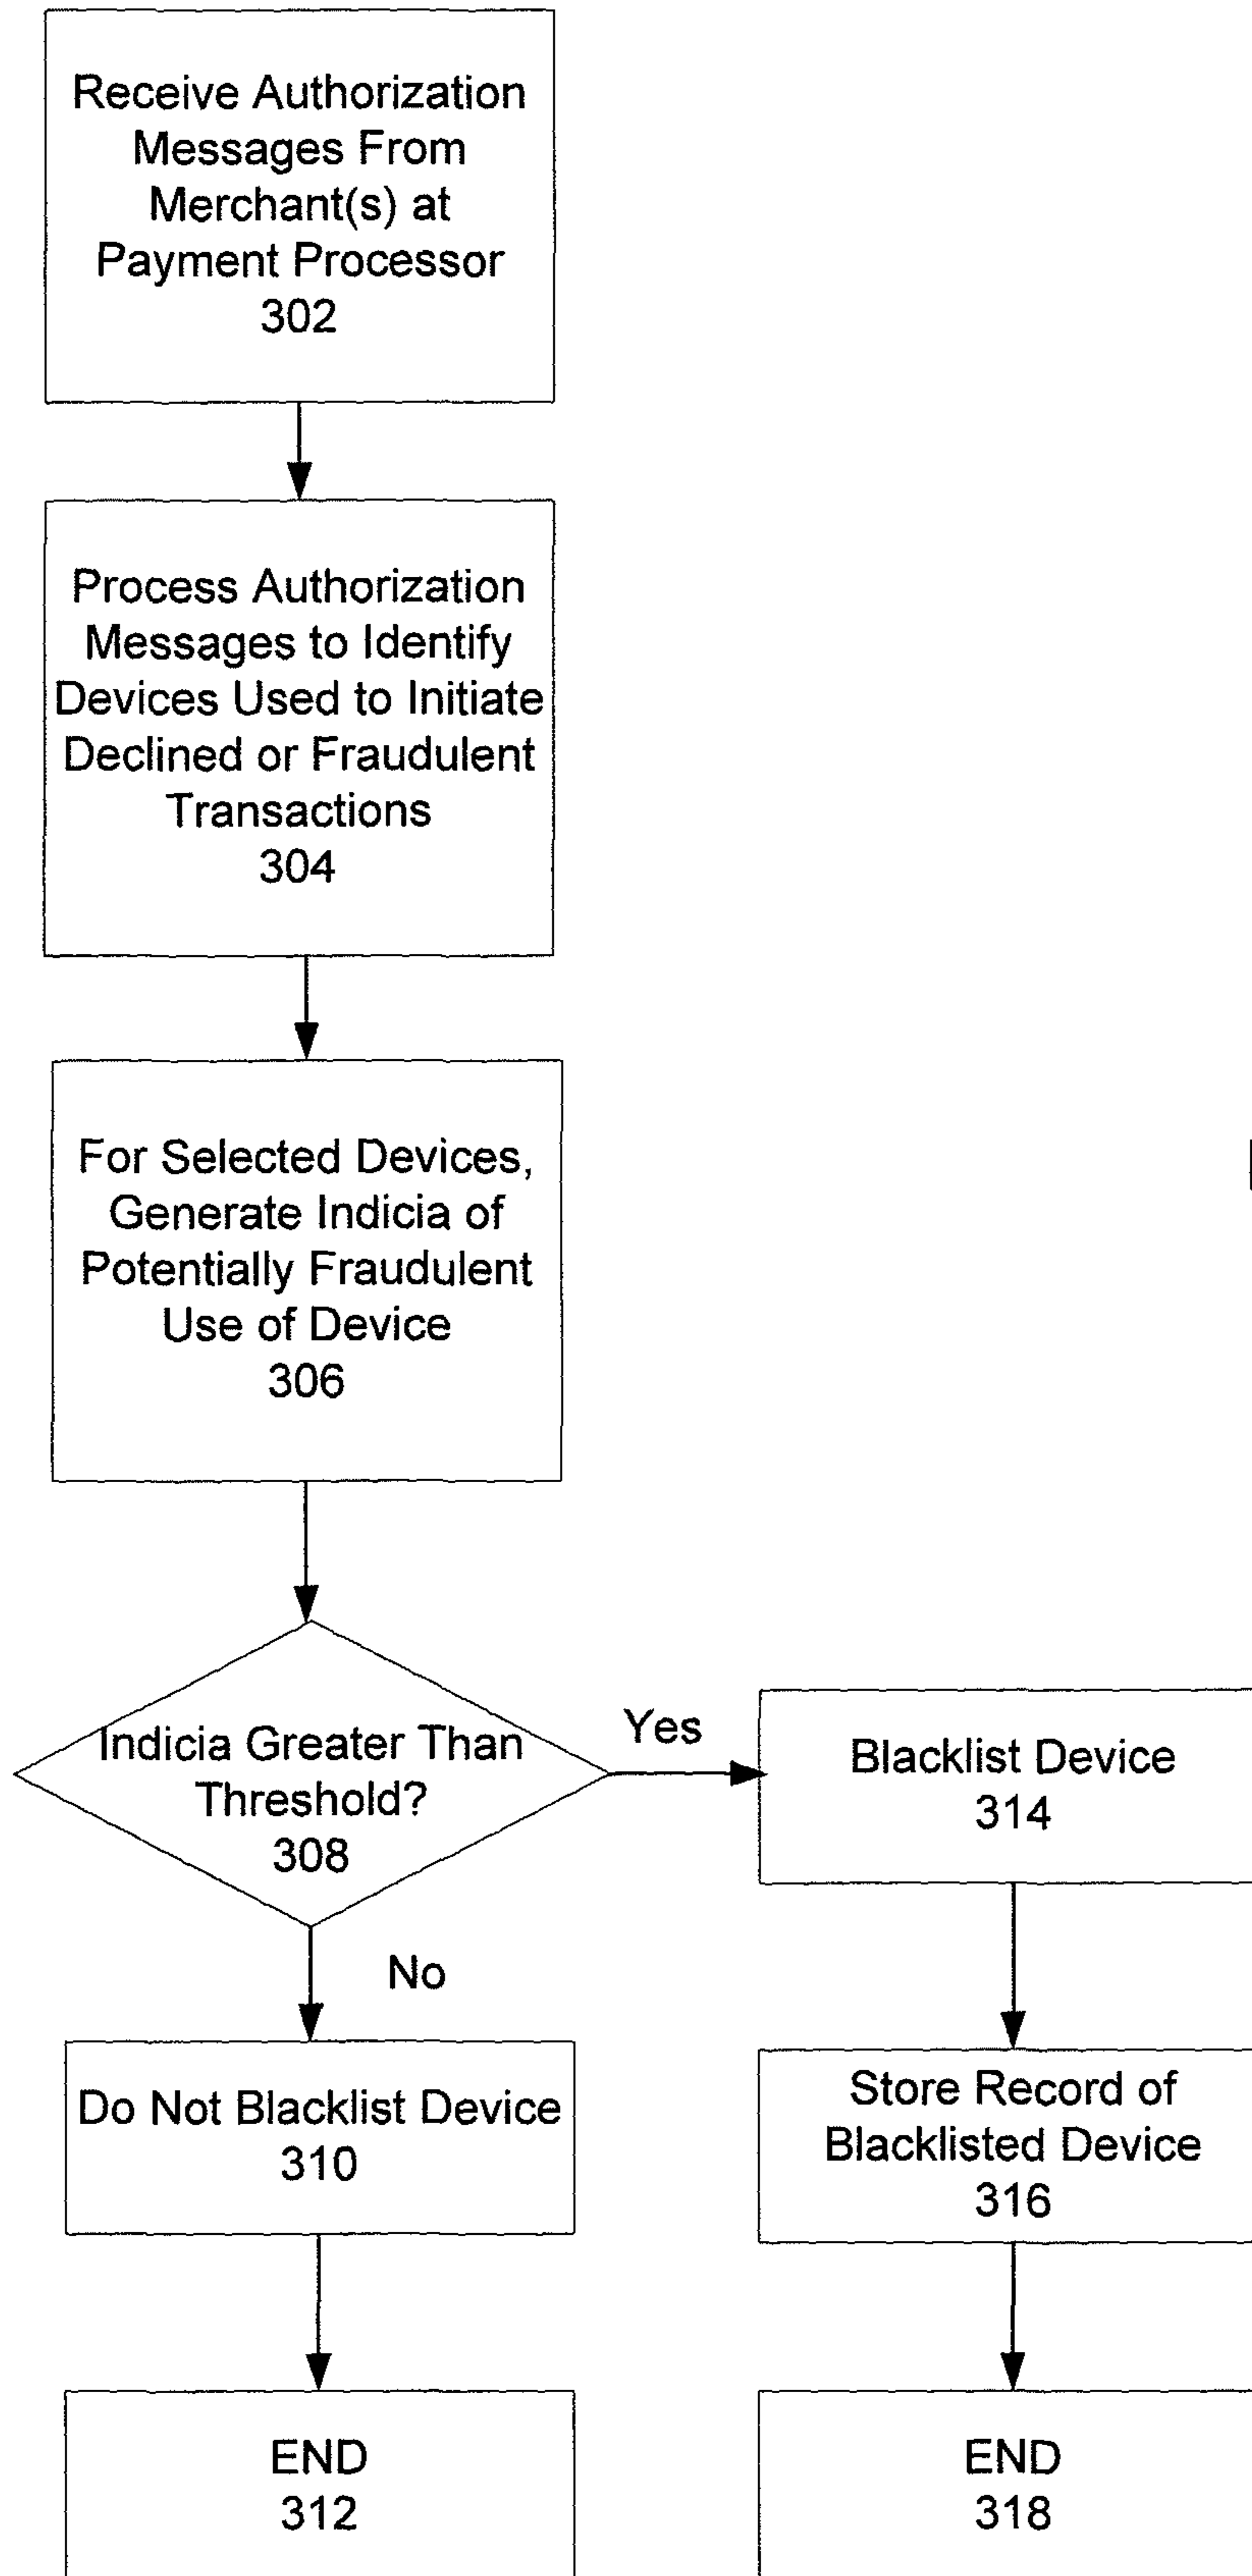 Receive Authorization
Messages From
Merchant(s) at
Payment Processor
302
Process Authorization
Messages to Identify
Devices Used to Initiate
Declined or Fraudulent
Transactions
304
For Selected Devices,
Generate Indicia of
Potentially Fraudulent
Use of Device
306
Indicia Greater Than
Threshold?
308
Yes
Blacklist Device
314
No
Do Not Blacklist Device
310
Store Record of
Blacklisted Device
316
END
312
END
318